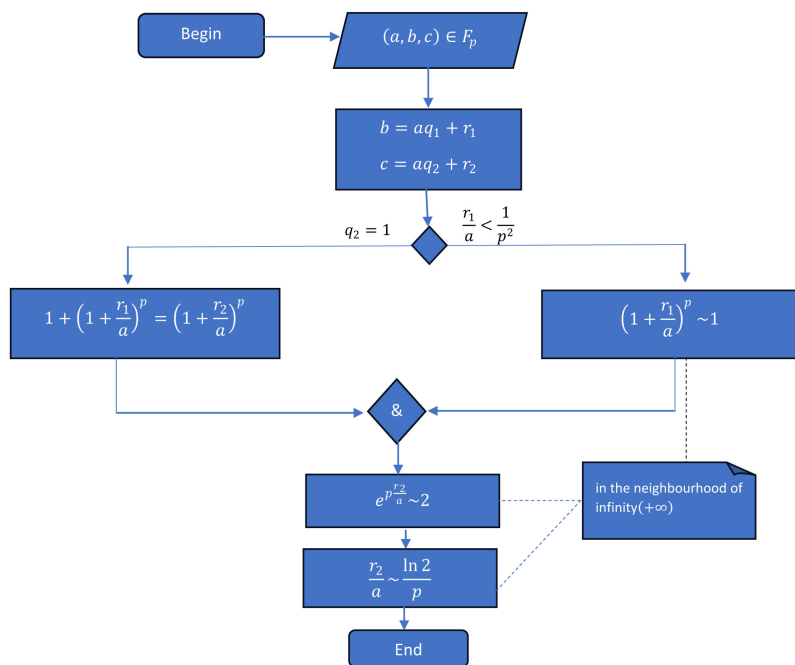 Begin
(a, b, c) ∈ F_p
b = aq_1 + r_1
c = aq_2 + r_2
q_2 = 1
r_1/a < 1/p^2
1 + (1 + r_1/a)^p = (1 + r_2/a)^p
(1 + r_1/a)^p ~1
&
e^{p r_2/a} ~2
in the neighbourhood of
infinity(+∞)
r_2/a ~ ln 2/p
End